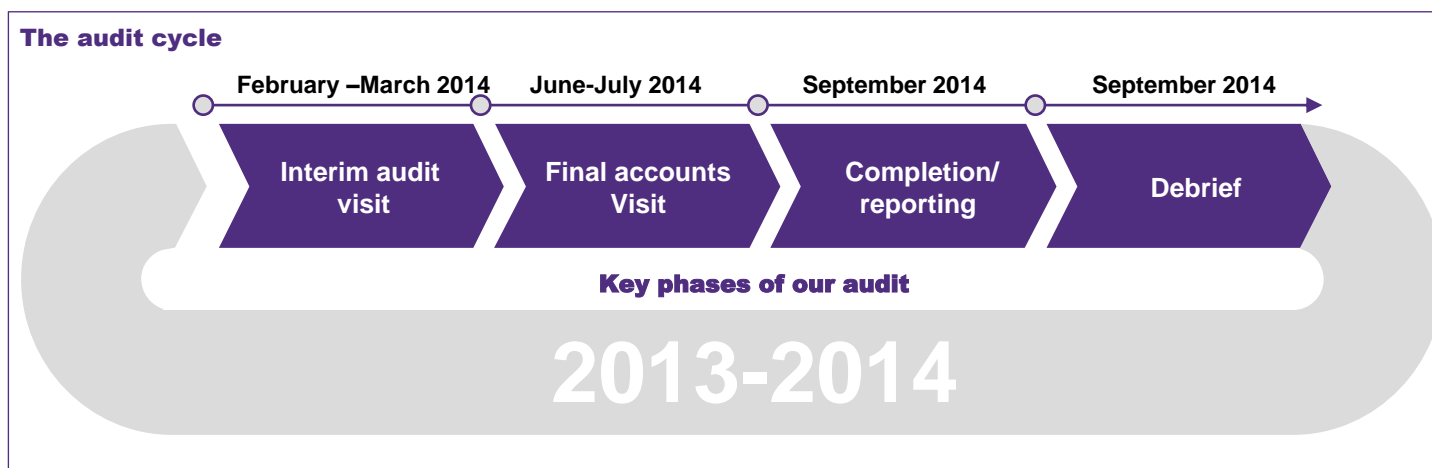 The audit cycle
February –March 2014
June-July 2014
September 2014
September 2014
Interim audit
visit
Final accounts
Visit
Completion/
reporting
Debrief
Key phases of our audit
2013-2014